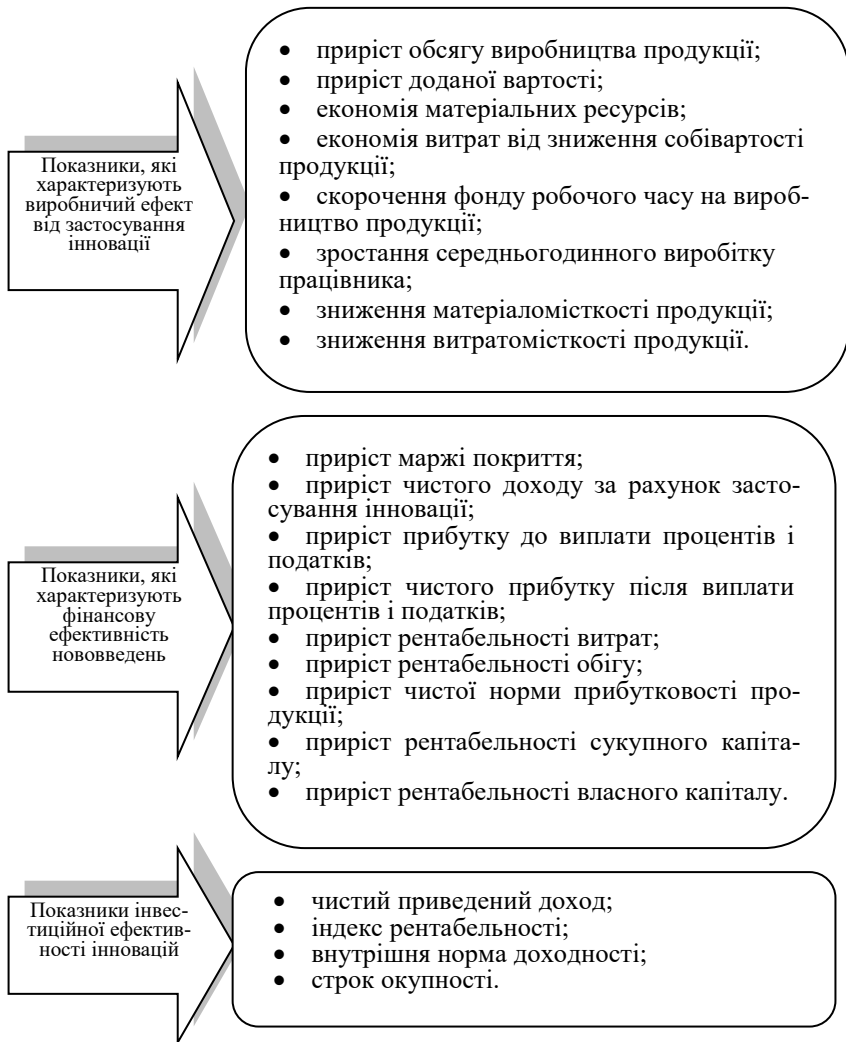 Показники, які
характеризують
виробничий ефект
від застосування
інновації
• приріст обсягу виробництва продукції;
• приріст доданої вартості;
• економія матеріальних ресурсів;
• економія витрат від зниження собівартості
продукції;
• скорочення фонду робочого часу на вироб-
ництво продукції;
• зростання середньогодинного виробітку
працівника;
• зниження матеріаломісткості продукції;
• зниження витратомісткості продукції.
Показники, які
характеризують
фінансову
ефективність
нововведень
• приріст маржі покриття;
• приріст чистого доходу за рахунок засто-
сування інновації;
• приріст прибутку до виплати процентів і
податків;
• приріст чистого прибутку після виплати
процентів і податків;
• приріст рентабельності витрат;
• приріст рентабельності обігу;
• приріст чистої норми прибутковості про-
дукції;
• приріст рентабельності сукупного капіта-
лу;
• приріст рентабельності власного капіталу.
Показники інвес-
тиційної ефектив-
ності інновацій
• чистий приведений доход;
• індекс рентабельності;
• внутрішня норма доходності;
• строк окупності.